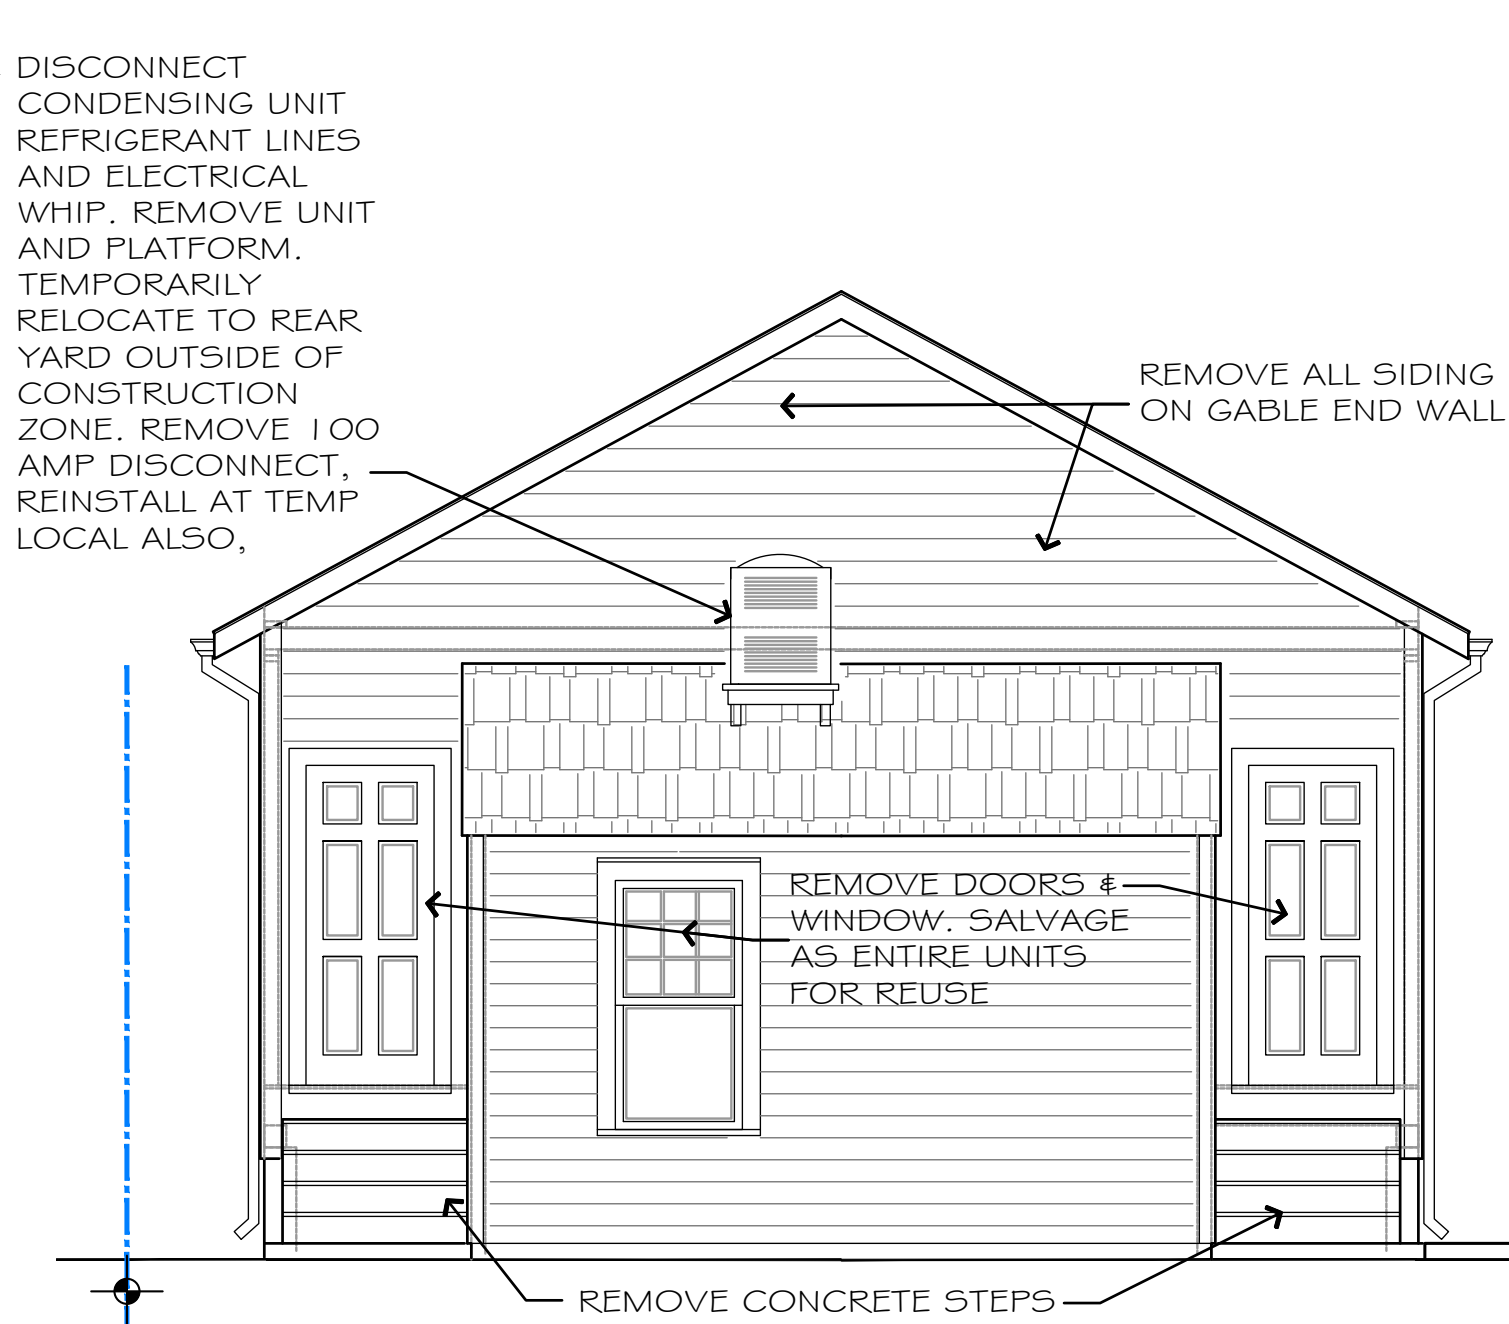 DISCONNECT
CONDENSING UNIT
REFRIGERANT LINES
AND ELECTRICAL
WHIP. REMOVE UNIT
AND PLATFORM.
TEMPORARILY
RELOCATE TO REAR
YARD OUTSIDE OF
CONSTRUCTION
ZONE. REMOVE 100
AMP DISCONNECT,
REINSTALL AT TEMP
LOCAL ALSO,
REMOVE ALL SIDING
ON GABLE END WALL
REMOVE DOORS &
WINDOW. SALVAGE
AS ENTIRE UNITS
FOR REUSE
REMOVE CONCRETE STEPS